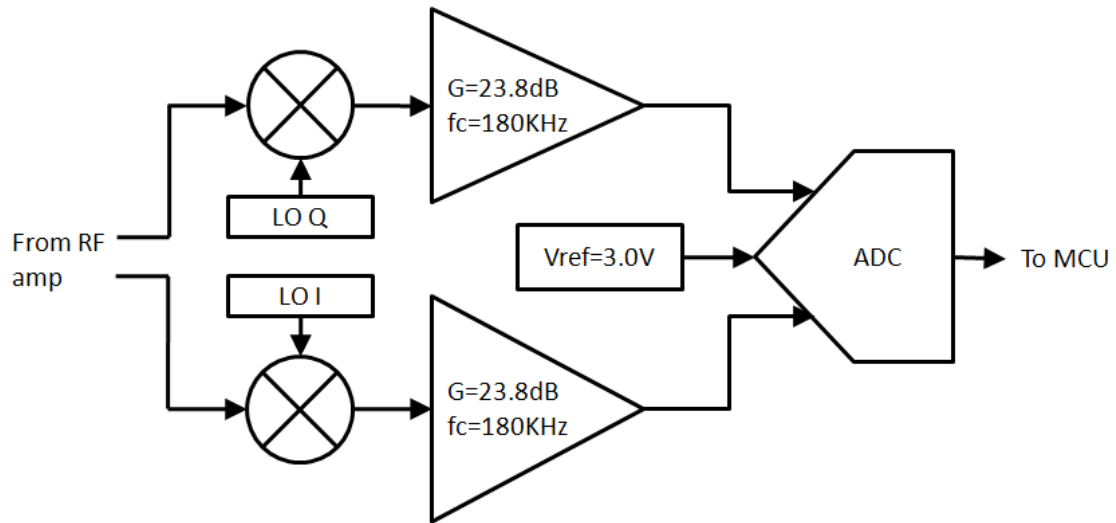 G=23.8dB
fc=180KHz
LO Q
From RF
amp
Vref=3.0V
ADC
To MCU
LO I
G=23.8dB
fc=180KHz